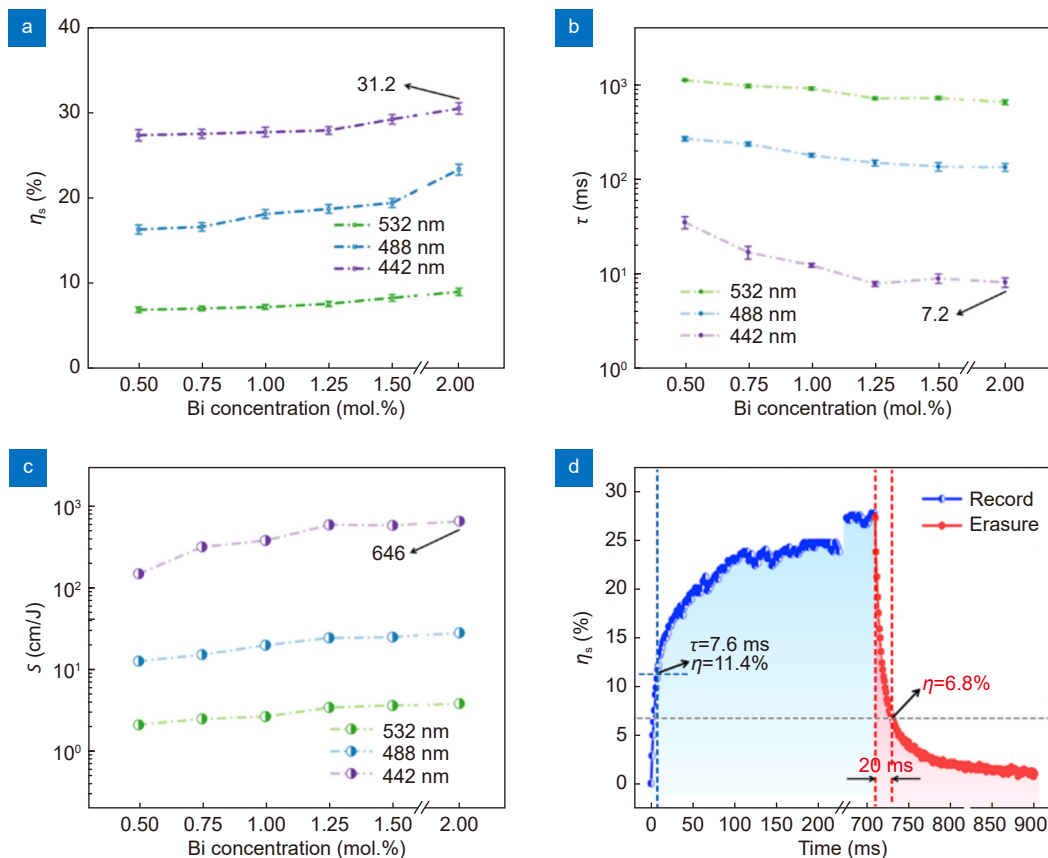 a
40
30
20
10
0
ηs (%)
31.2
532 nm
488 nm
442 nm
0.50 0.75 1.00 1.25 1.50 2.00
Bi concentration (mol.%)
b
10³
10²
10¹
10⁰
τ (ms)
532 nm
488 nm
442 nm
7.2
0.50 0.75 1.00 1.25 1.50 2.00
Bi concentration (mol.%)
c
10³
10²
10¹
10⁰
S (cm/J)
646
532 nm
488 nm
442 nm
0.50 0.75 1.00 1.25 1.50 2.00
Bi concentration (mol.%)
d
30
25
20
15
10
5
0
ηs (%)
Record
Erasure
τ=7.6 ms
η=11.4%
η=6.8%
20 ms
0 50 100 150 200 700 750 800 850 900
Time (ms)